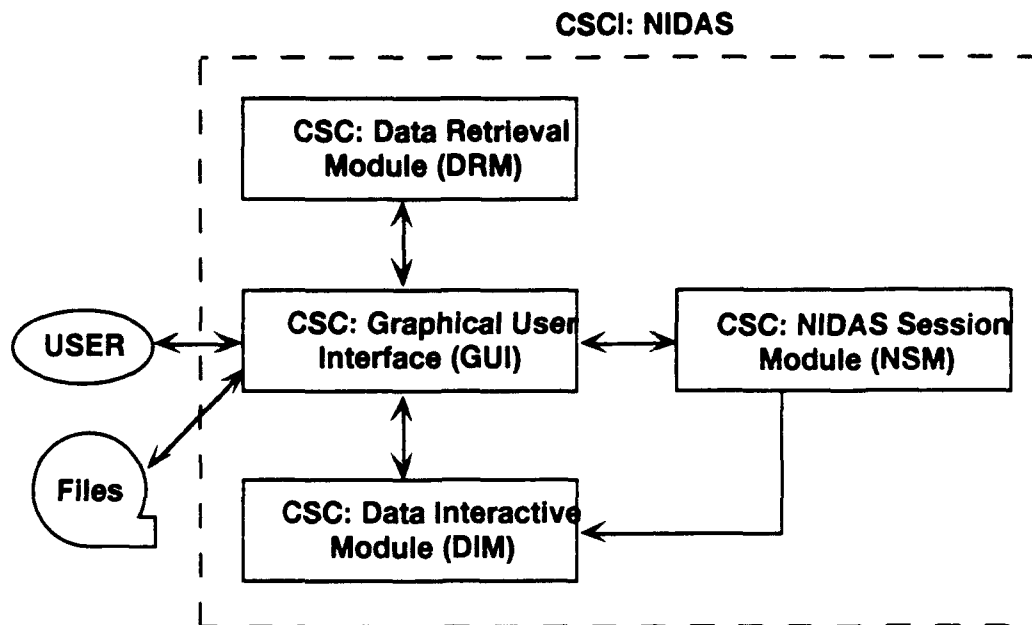 CSCI: NIDAS
CSC: Data Retrieval
Module (DRM)
CSC: Graphical User
Interface (GUI)
USER
CSC: NIDAS Session
Module (NSM)
Files
CSC: Data Interactive
Module (DIM)